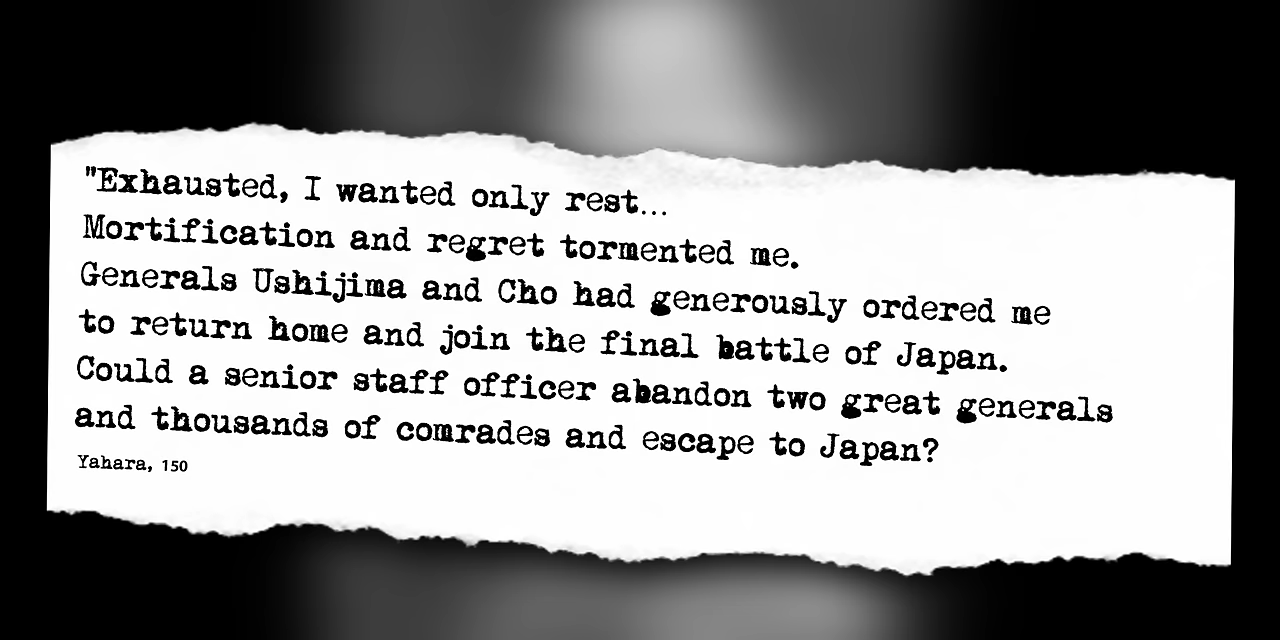 "Exhausted, I wanted only rest...
Mortification and regret tormented me.
Generals Ushijima and Cho had generously ordered me
to return home and join the final battle of Japan.
Could a senior staff officer abandon two great generals
and thousands of comrades and escape to Japan?
Yahara, 150